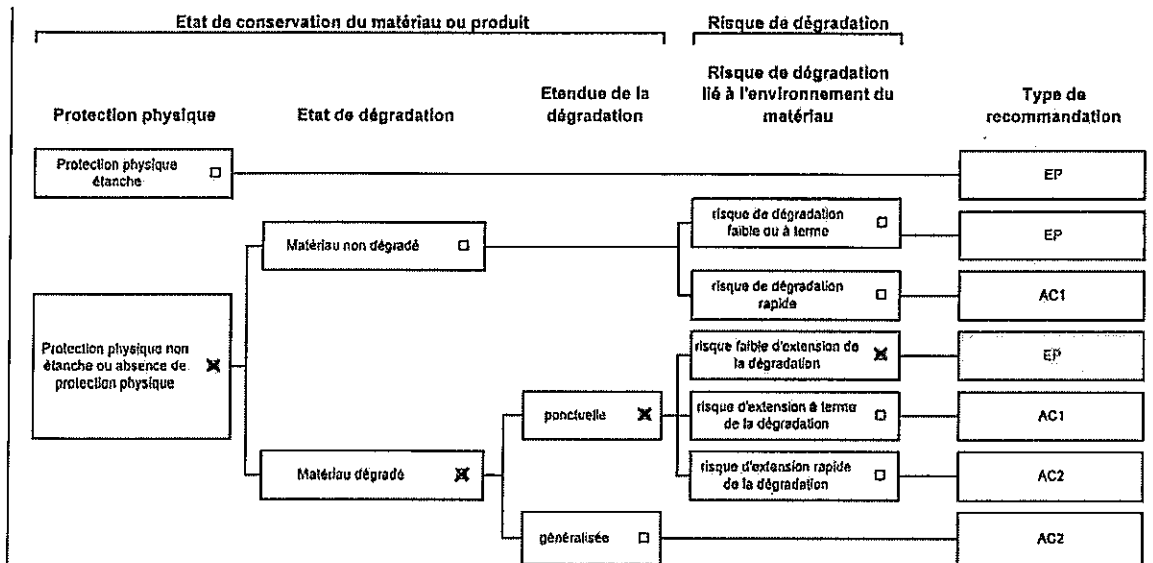 Etat de conservation du matériau ou produit
Risque de dégradation
Protection physique
Etat de dégradation
Etendue de la
dégradation
Risque de dégradation
lié à l'environnement du
matériau
Type de
recommandation
Protection physique
étanche
EP
Matériau non dégradé
risque de dégradation
faible ou à terme
EP
risque de dégradation
rapide
AC1
Protection physique non
étanche ou absence de
protection physique
risque faible d'extension de
la dégradation
EP
ponctuelle
risque d'extension à terme
de la dégradation
AC1
Matériau dégradé
risque d'extension rapide
de la dégradation
AC2
généralisée
AC2